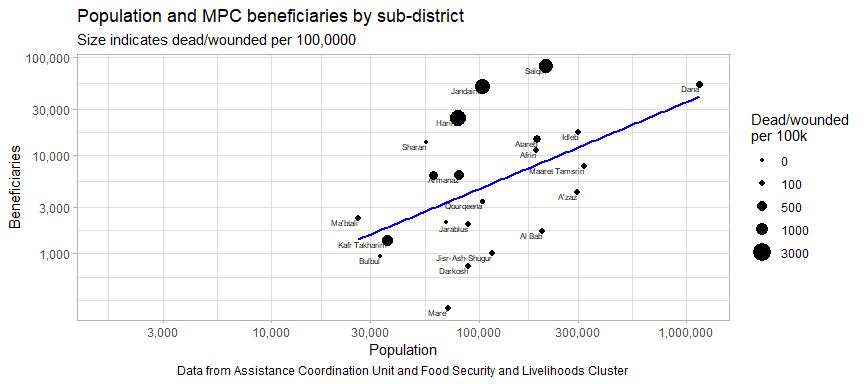 Population and MPC beneficiaries by sub-district
Size indicates dead/wounded per 100,0000
100,000
30,000
10,000
3,000
1,000
Beneficiaries
Salqin
Jandairis
Dana
Harim
Sharan
Atareb
Idleb
Afrin
Maaret Tamsrin
Armanaz
A'zaz
Qourqeena
Ma'btali
Jarablus
Al Bab
Kafr Takharim
Bulbul
Jisr-Ash-Shugur
Darkosh
Mare'
3,000
10,000
30,000
100,000
300,000
1,000,000
Population
Dead/wounded
per 100k
0
100
500
1000
3000
Data from Assistance Coordination Unit and Food Security and Livelihoods Cluster